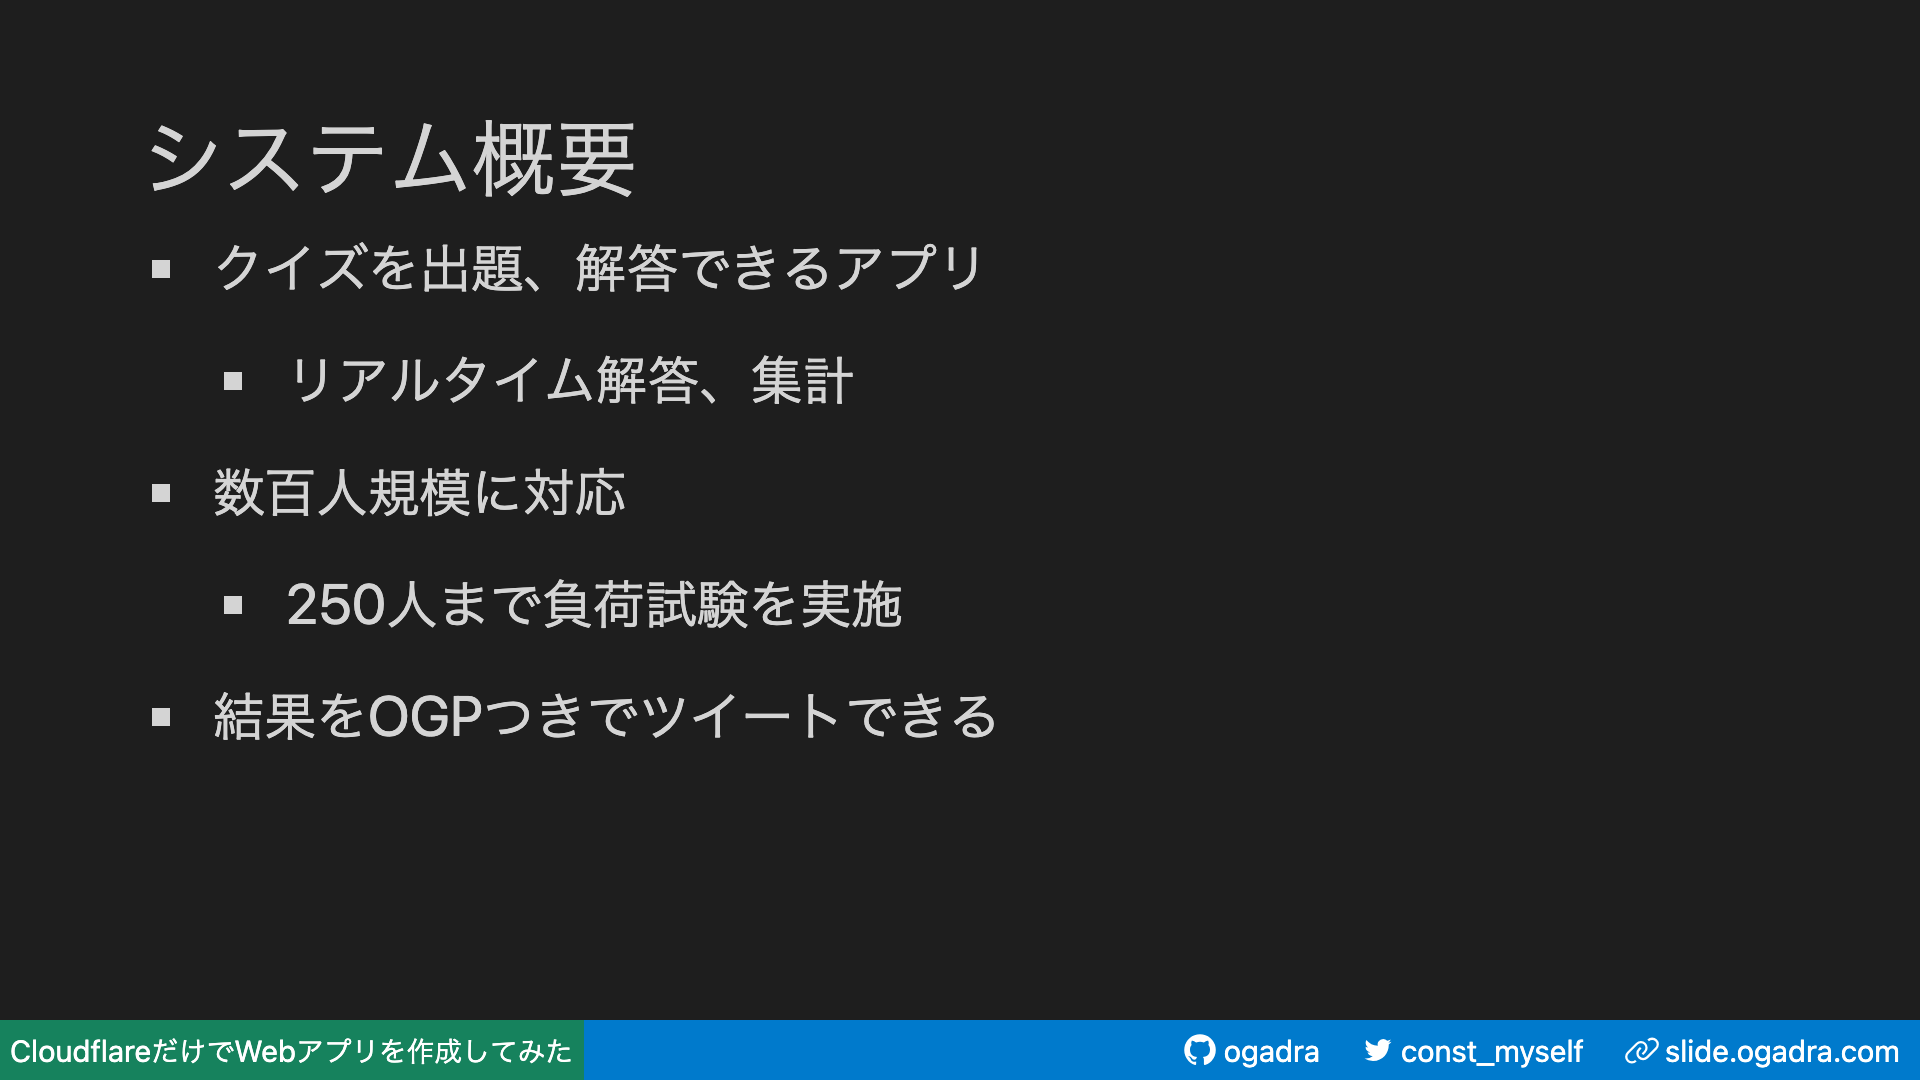 システム概要
クイズを出題、解答できるアプリ
リアルタイム解答、集計
数百人規模に対応
250人まで負荷試験を実施
結果をOGPつきでツイートできる
CloudflareだけでWebアプリを作成してみた
ogadra const_myself slide.ogadra.com